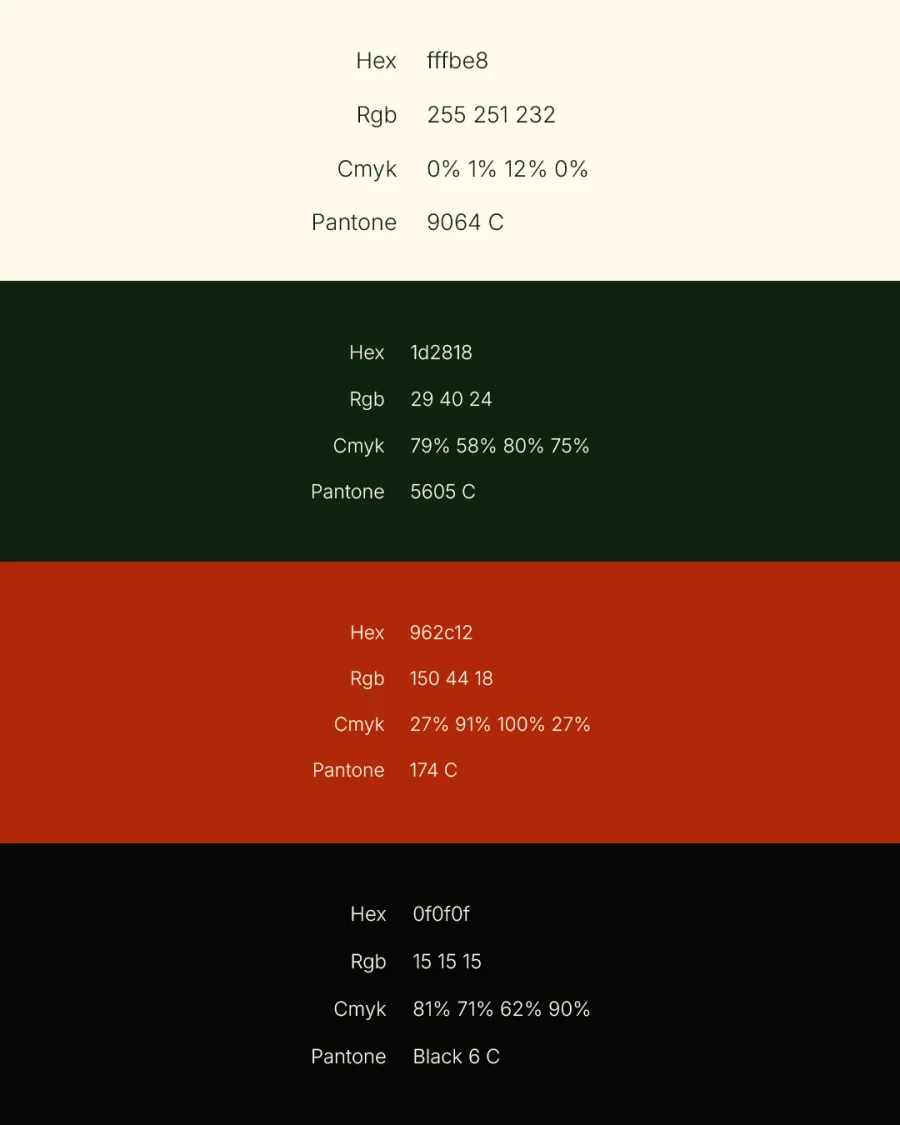 Hex fffbe8
Rgb 255 251 232
Cmyk 0% 1% 12% 0%
Pantone 9064 C
Hex 1d2818
Rgb 29 40 24
Cmyk 79% 58% 80% 75%
Pantone 5605 C
Hex 962c12
Rgb 150 44 18
Cmyk 27% 91% 100% 27%
Pantone 174 C
Hex 0f0f0f
Rgb 15 15 15
Cmyk 81% 71% 62% 90%
Pantone Black 6 C